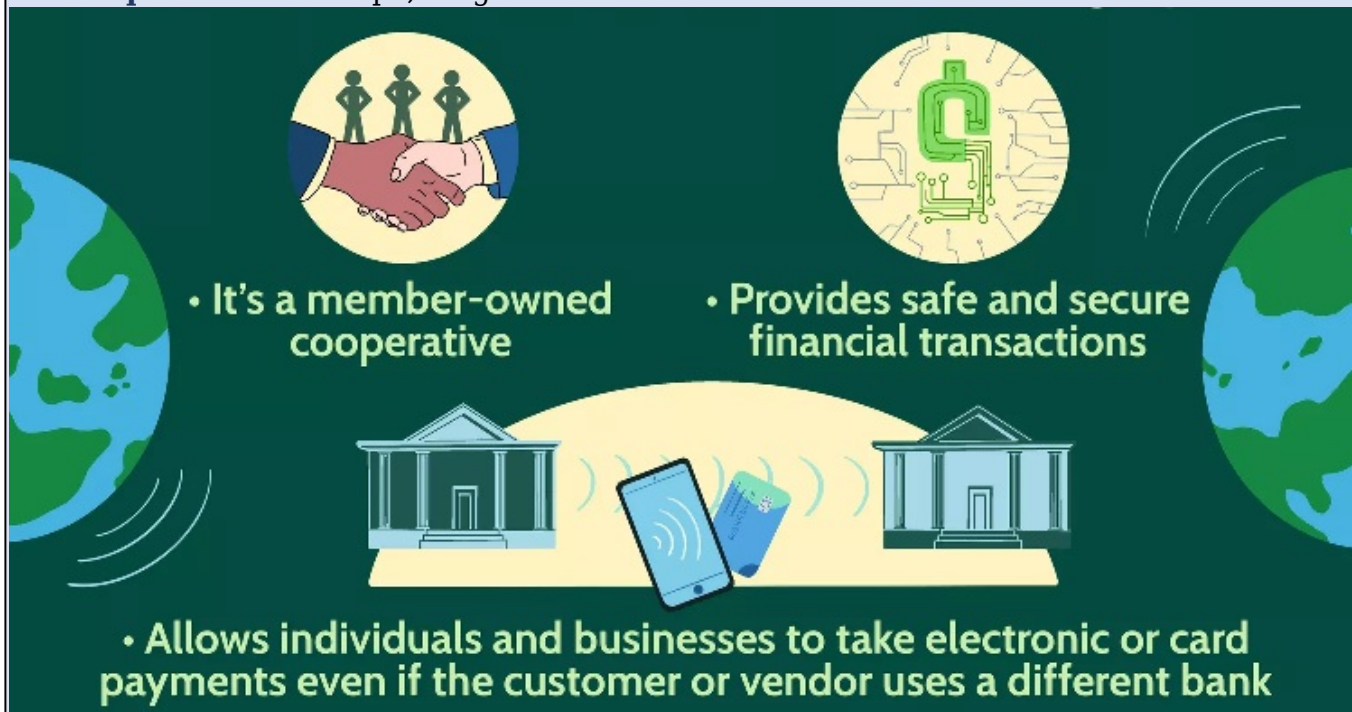 • It's a member-owned
cooperative
• Provides safe and secure
financial transactions
• Allows individuals and businesses to take electronic or card
payments even if the customer or vendor uses a different bank